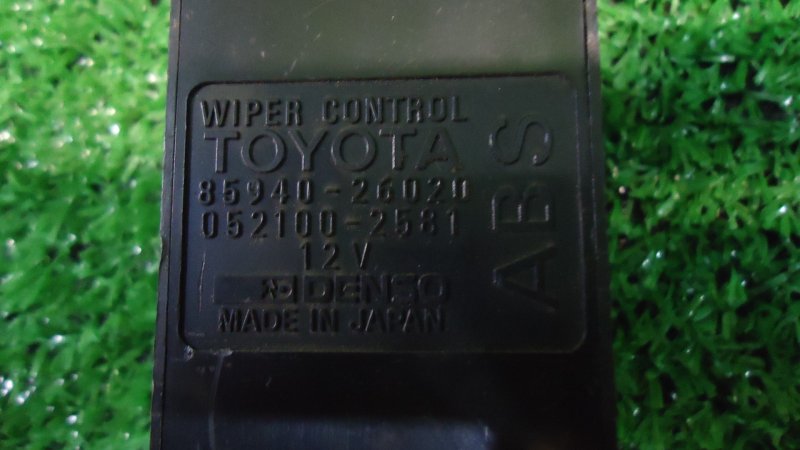 WIPER CONTROL
TOYOTA
85940-26020
052100-2581
12V
DENSO
MADE IN JAPAN
ABS